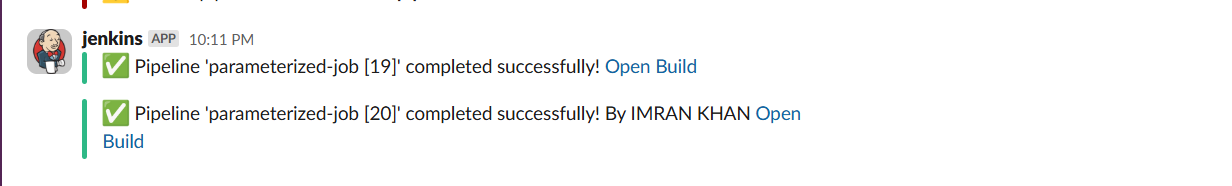 jenkins APP 10:11 PM
✅ Pipeline 'parameterized-job [19]' completed successfully! Open Build
✅ Pipeline 'parameterized-job [20]' completed successfully! By IMRAN KHAN Open
Build